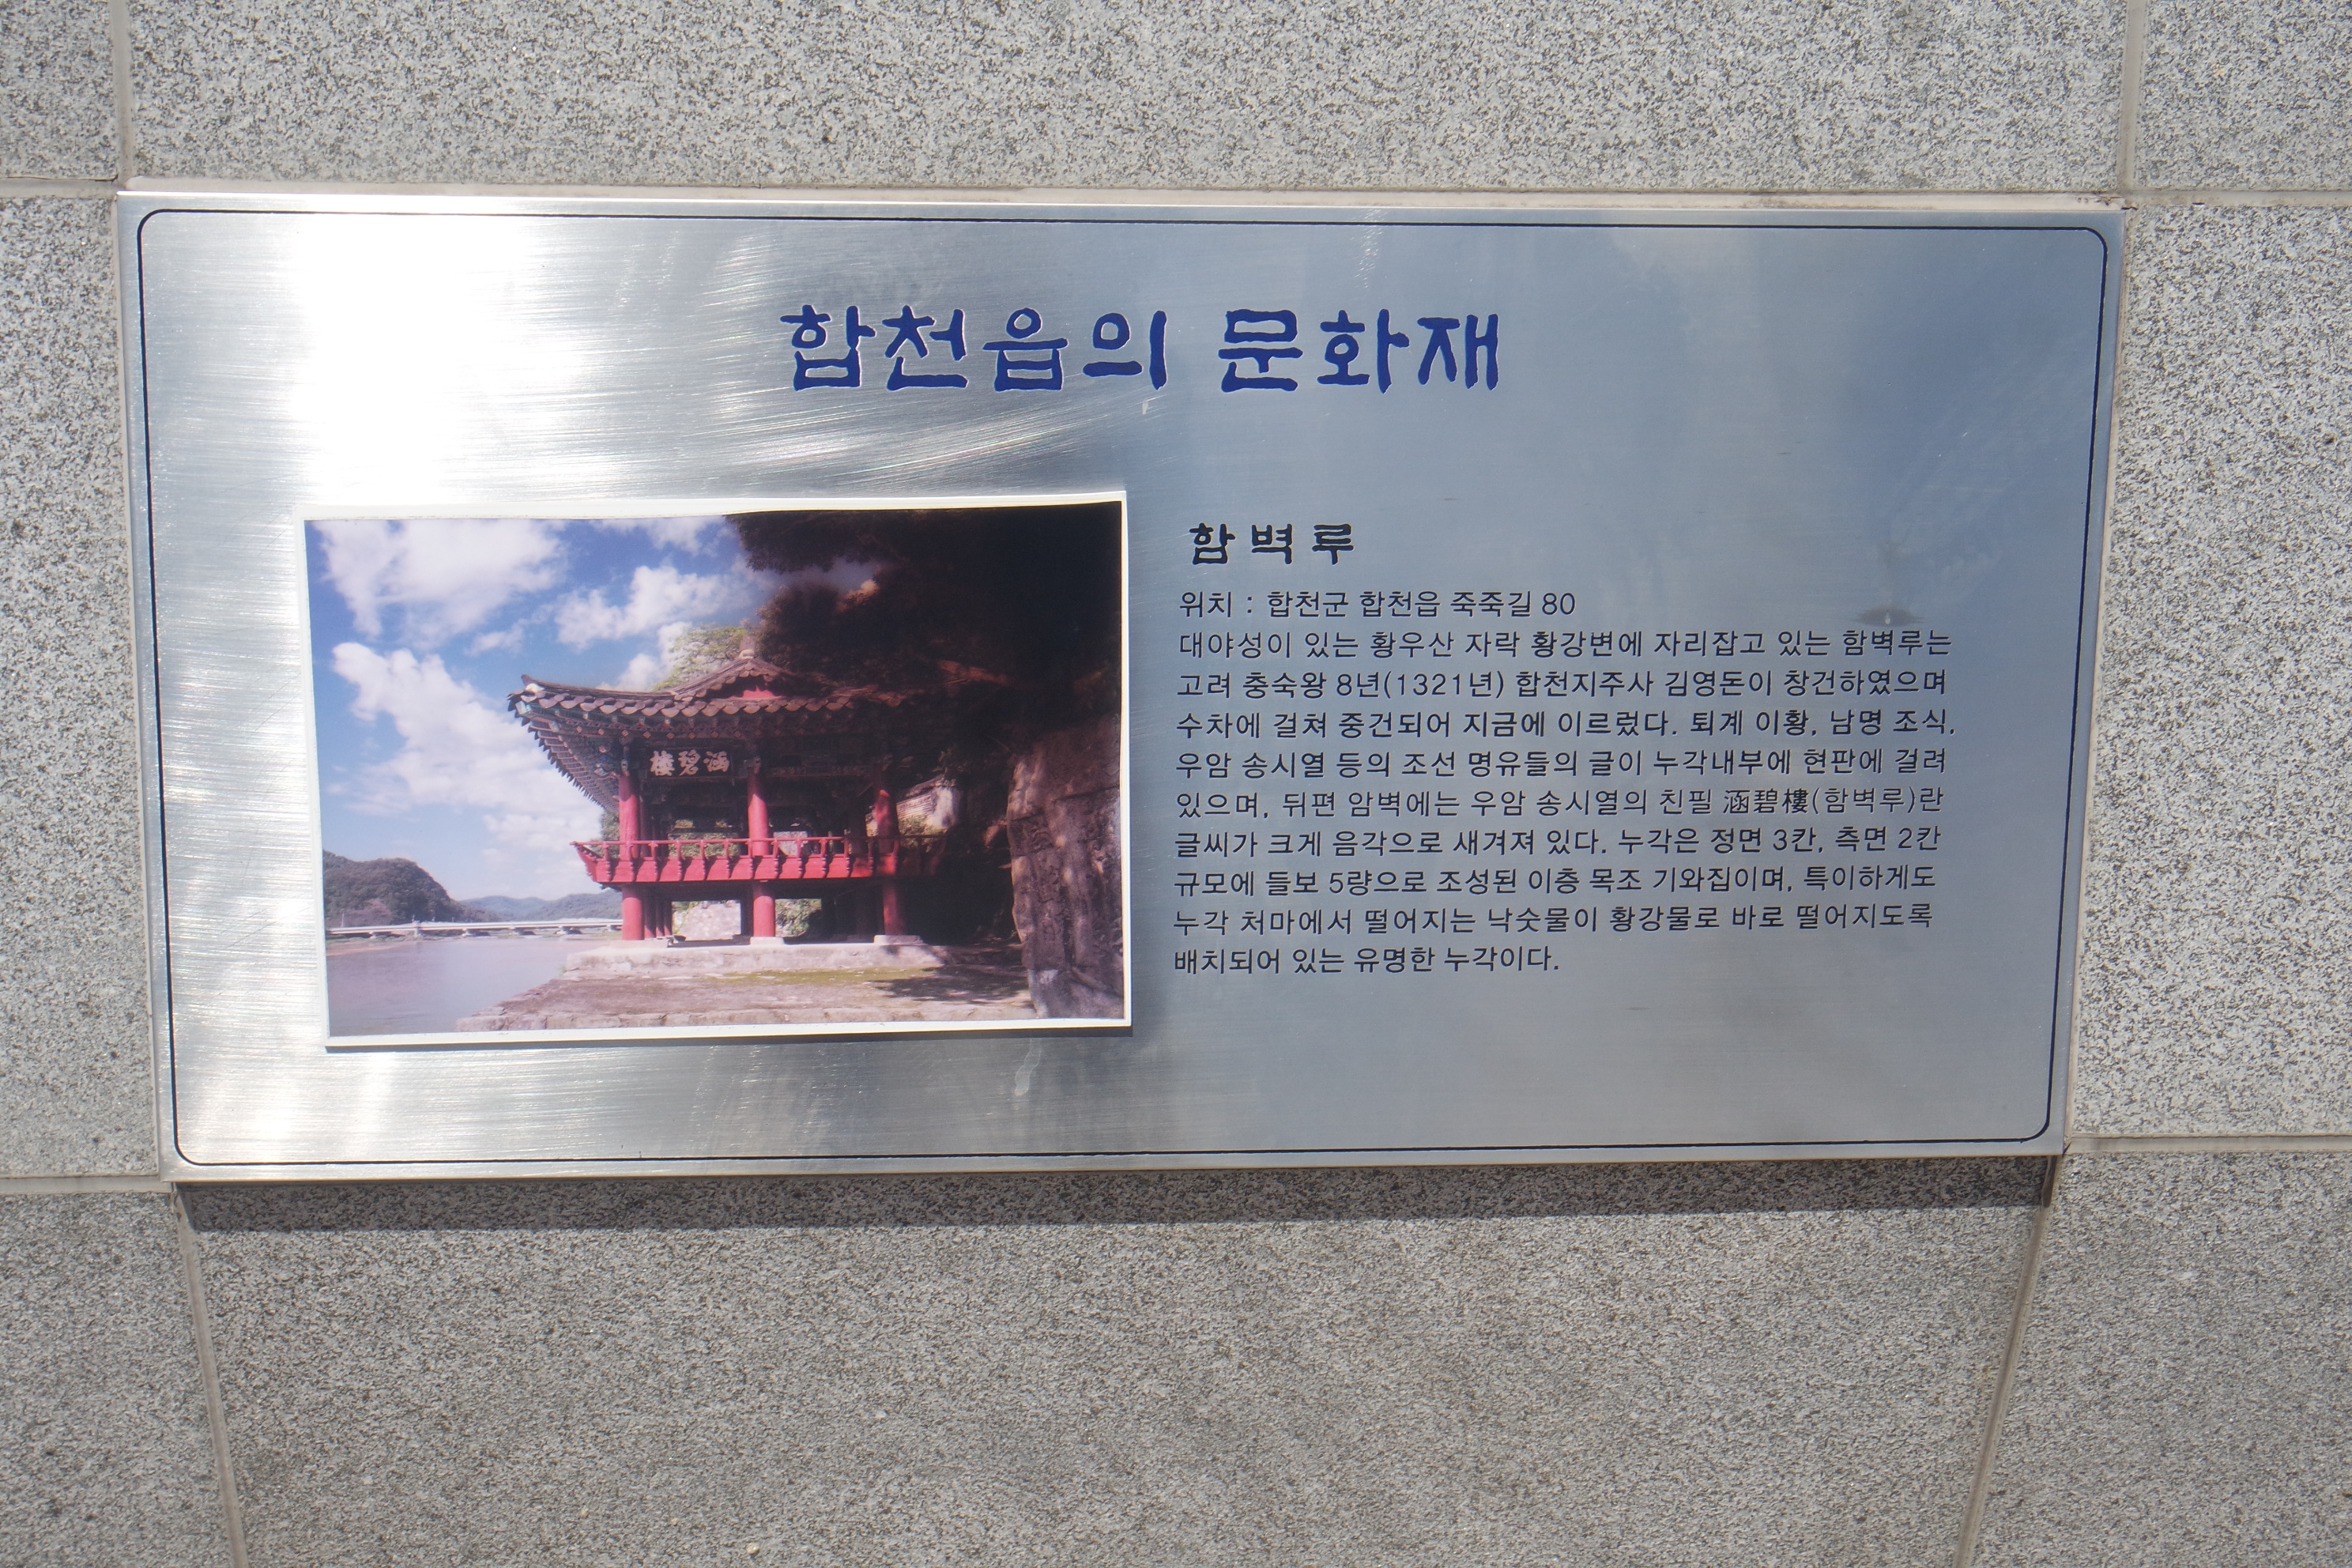 합천읍의 문화재
함벽루
위치 : 합천군 합천읍 죽죽길 80
대야성이 있는 황우산 자락 황강변에 자리잡고 있는 함벽루는
고려 충숙왕 8년(1321년) 합천지주사 김영돈이 창건하였으며
수차에 걸쳐 중건되어 지금에 이르렀다. 퇴계 이황, 남명 조식,
우암 송시열 등의 조선 명유들의 글이 누각내부에 현판에 걸려
있으며, 뒤편 암벽에는 우암 송시열의 친필 涵碧樓(함벽루)란
글씨가 크게 음각으로 새겨져 있다. 누각은 정면 3칸, 측면 2칸
규모에 들보 5량으로 조성된 이층 목조 기와집이며, 특이하게도
누각 처마에서 떨어지는 낙숫물이 황강물로 바로 떨어지도록
배치되어 있는 유명한 누각이다.
樓碧涵